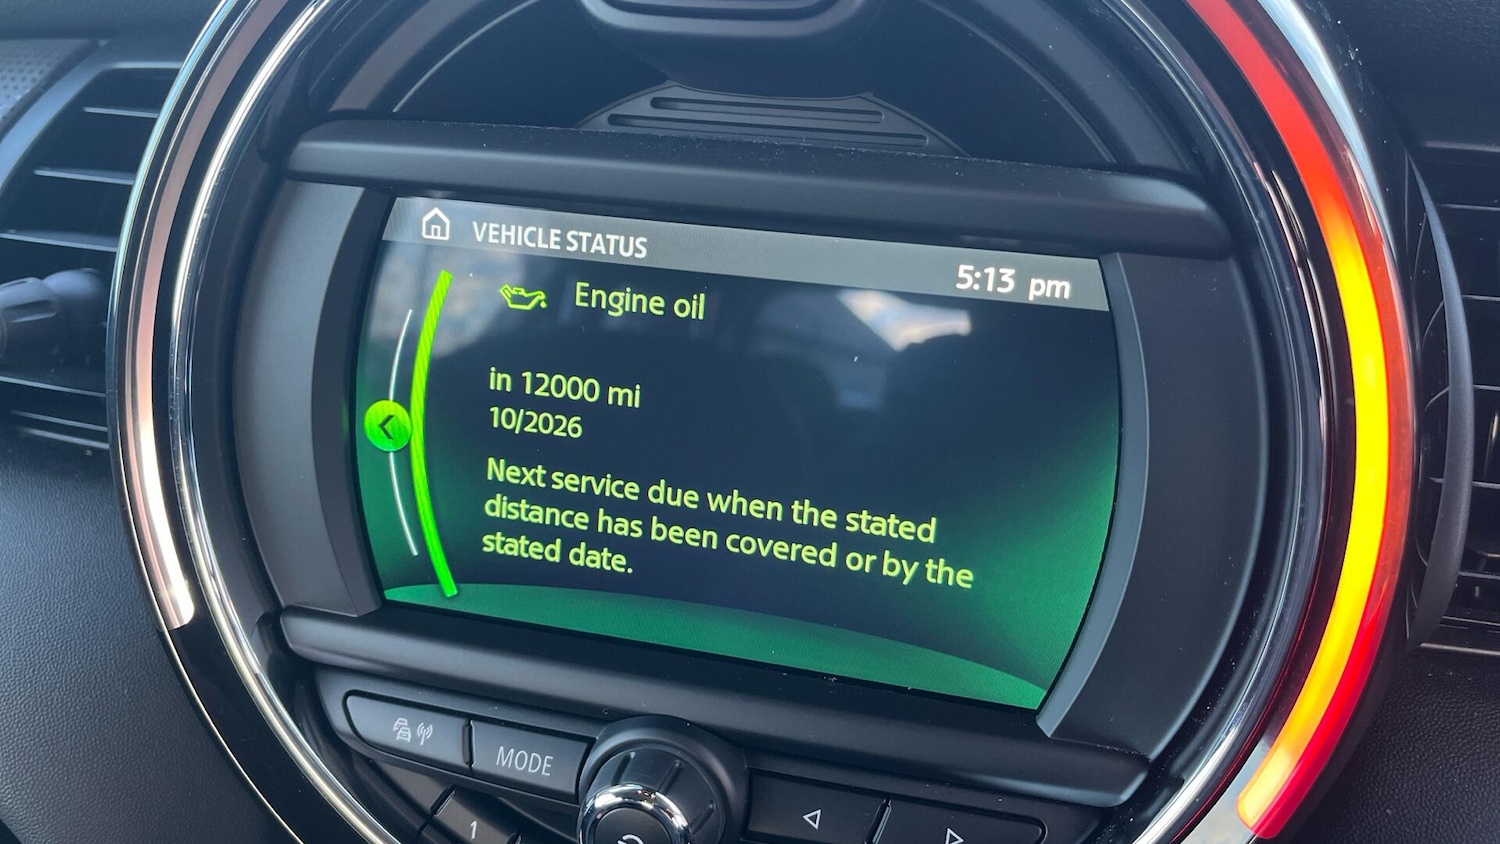 VEHICLE STATUS
5:13 pm
Engine oil
in 12000 mi
10/2026
Next service due when the stated
distance has been covered or by the
stated date.
MODE
1